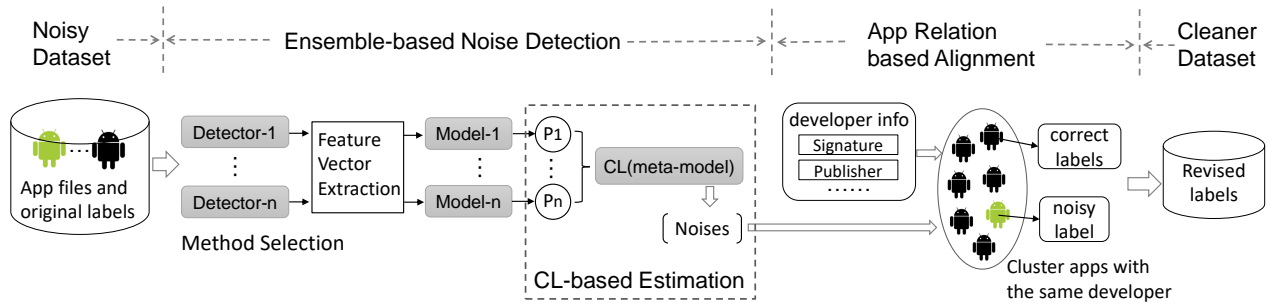 Noisy
Dataset
Ensemble-based Noise Detection
App Relation
based Alignment
Cleaner
Dataset
App files and
original labels
Detector-1
Detector-n
Method Selection
Feature
Vector
Extraction
Model-1
Model-n
P1
Pn
CL(meta-model)
Noises
CL-based Estimation
developer info
Signature
Publisher
......
correct
labels
noisy
label
Cluster apps with
the same developer
Revised
labels